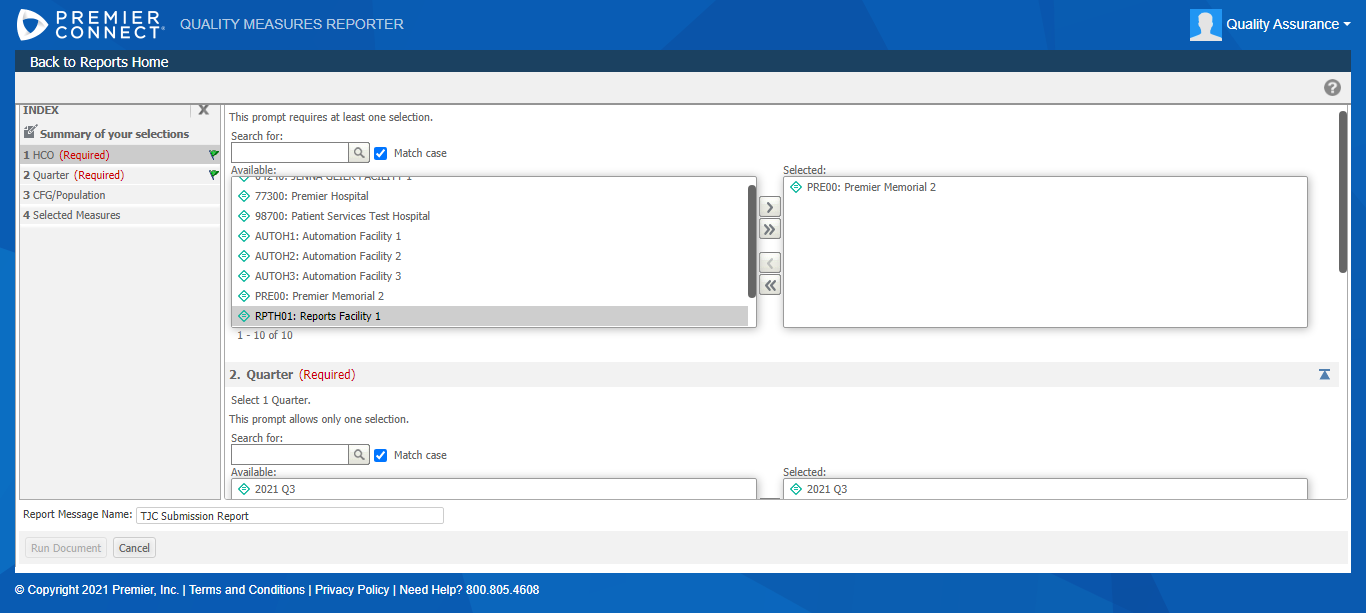 PREMIER CONNECT® QUALITY MEASURES REPORTER Quality Assurance
Back to Reports Home
INDEX X
Summary of your selections
1 HCO (Required)
2 Quarter (Required)
3 CFG/Population
4 Selected Measures
This prompt requires at least one selection.
Search for:
Match case
Available:
77300: Premier Hospital
98700: Patient Services Test Hospital
AUTOH1: Automation Facility 1
AUTOH2: Automation Facility 2
AUTOH3: Automation Facility 3
PRE00: Premier Memorial 2
RPTH01: Reports Facility 1
1 - 10 of 10
Selected:
PRE00: Premier Memorial 2
2. Quarter (Required)
Select 1 Quarter.
This prompt allows only one selection.
Search for:
Match case
Available:
2021 Q3
Selected:
2021 Q3
Report Message Name: TJC Submission Report
Run Document Cancel
© Copyright 2021 Premier, Inc. | Terms and Conditions | Privacy Policy | Need Help? 800.805.4608